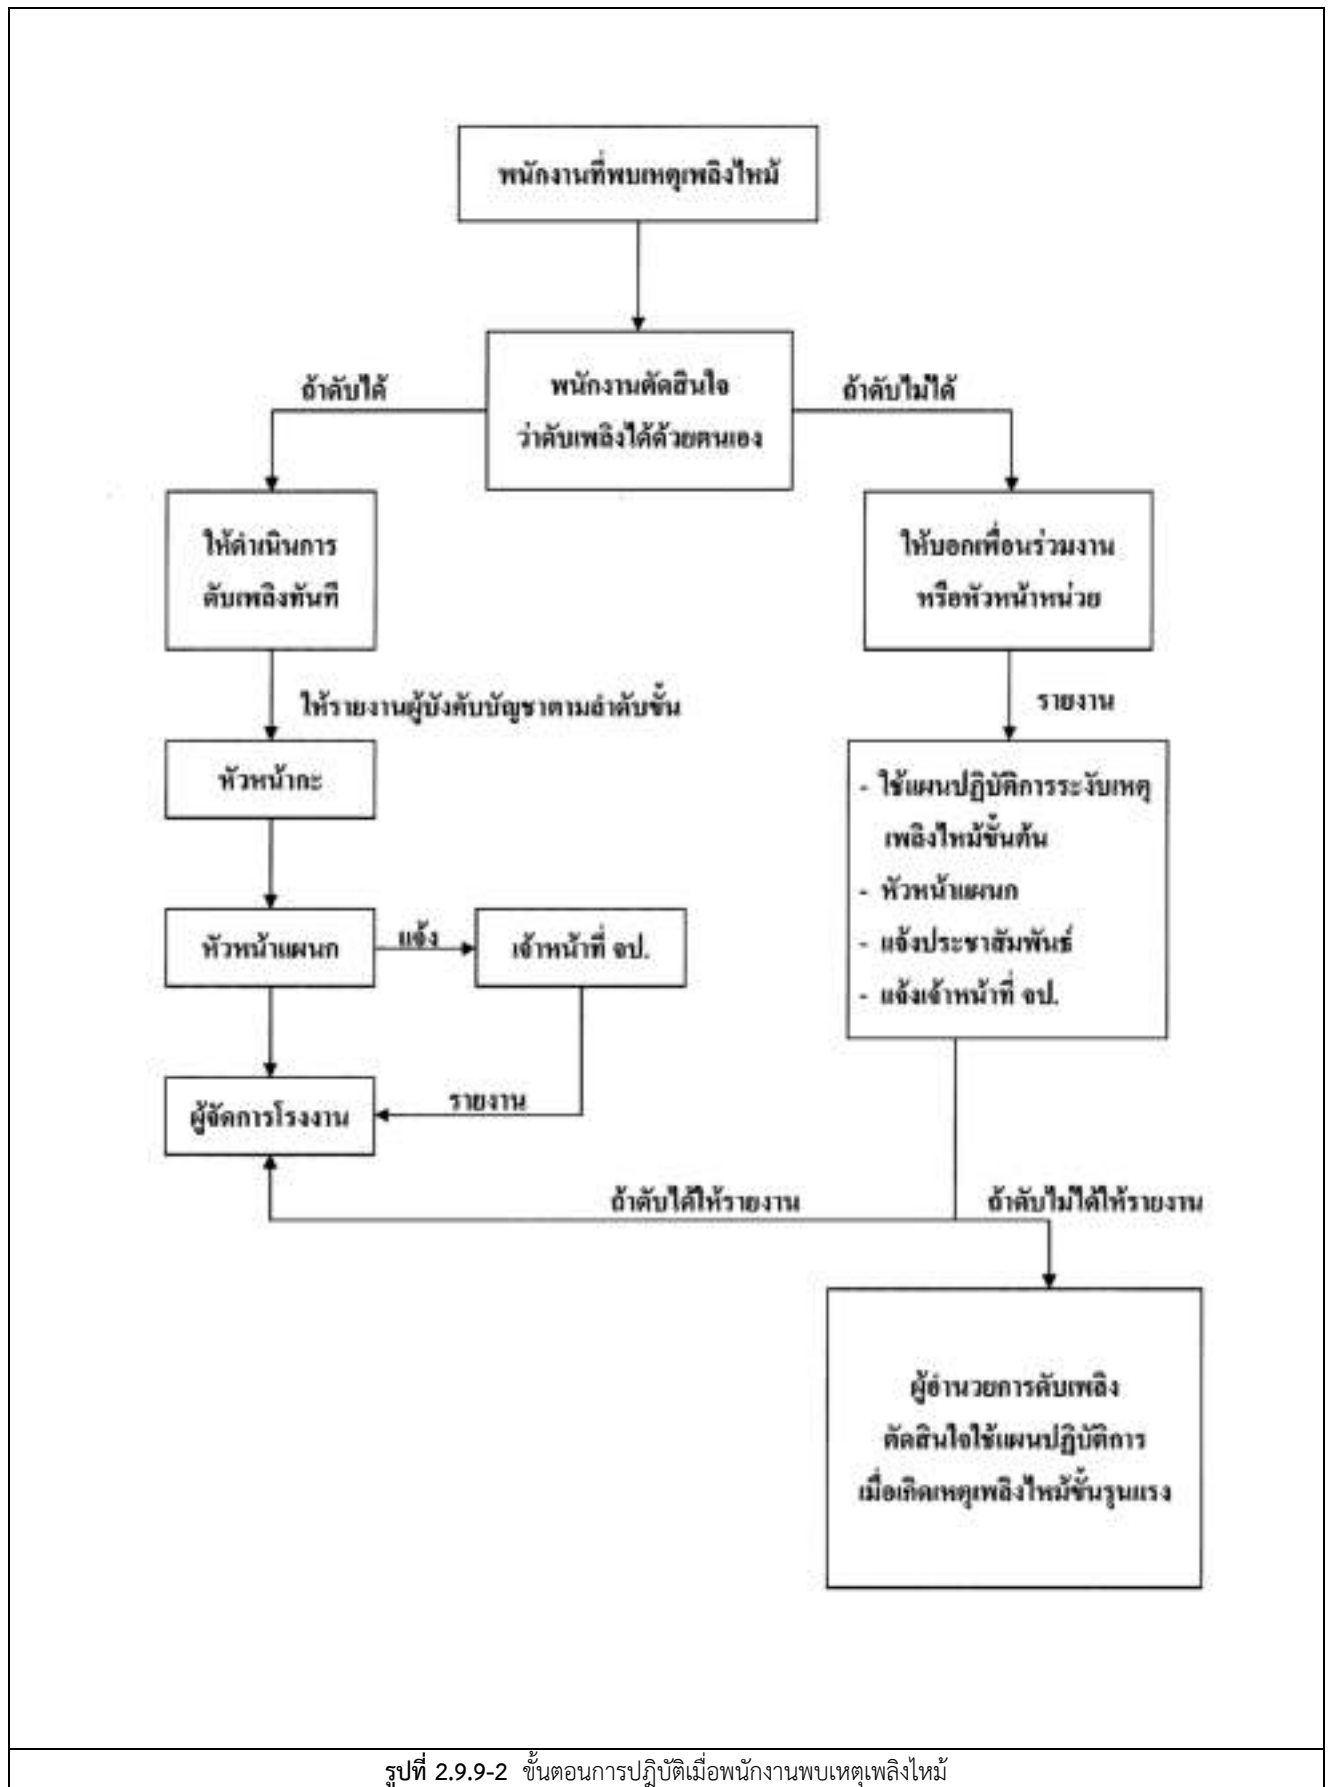 พนักงานที่พบเหตุเพลิงไหม้
ถ้าดับได้
พนักงานตัดสินใจ
ว่าดับเพลิงได้ด้วยตนเอง
ถ้าดับไม่ได้
ให้ดำเนินการ
ดับเพลิงทันที
ให้บอกเพื่อนร่วมงาน
หรือหัวหน้าหน่วย
ให้รายงานผู้บังคับบัญชาตามลำดับชั้น
รายงาน
หัวหน้ากะ
- ใช้แผนปฏิบัติการระงับเหตุ
เพลิงไหม้ขั้นต้น
- หัวหน้าแผนก
- แจ้งประชาสัมพันธ์
- แจ้งเจ้าหน้าที่ จป.
หัวหน้าแผนก
แจ้ง
เจ้าหน้าที่ จป.
ผู้จัดการโรงงาน
รายงาน
ถ้าดับได้ให้รายงาน
ถ้าดับไม่ได้ให้รายงาน
ผู้อำนวยการดับเพลิง
ตัดสินใจใช้แผนปฏิบัติการ
เมื่อเกิดเหตุเพลิงไหม้ขั้นรุนแรง
รูปที่ 2.9.9-2 ขั้นตอนการปฎิบัติเมื่อพนักงานพบเหตุเพลิงไหม้